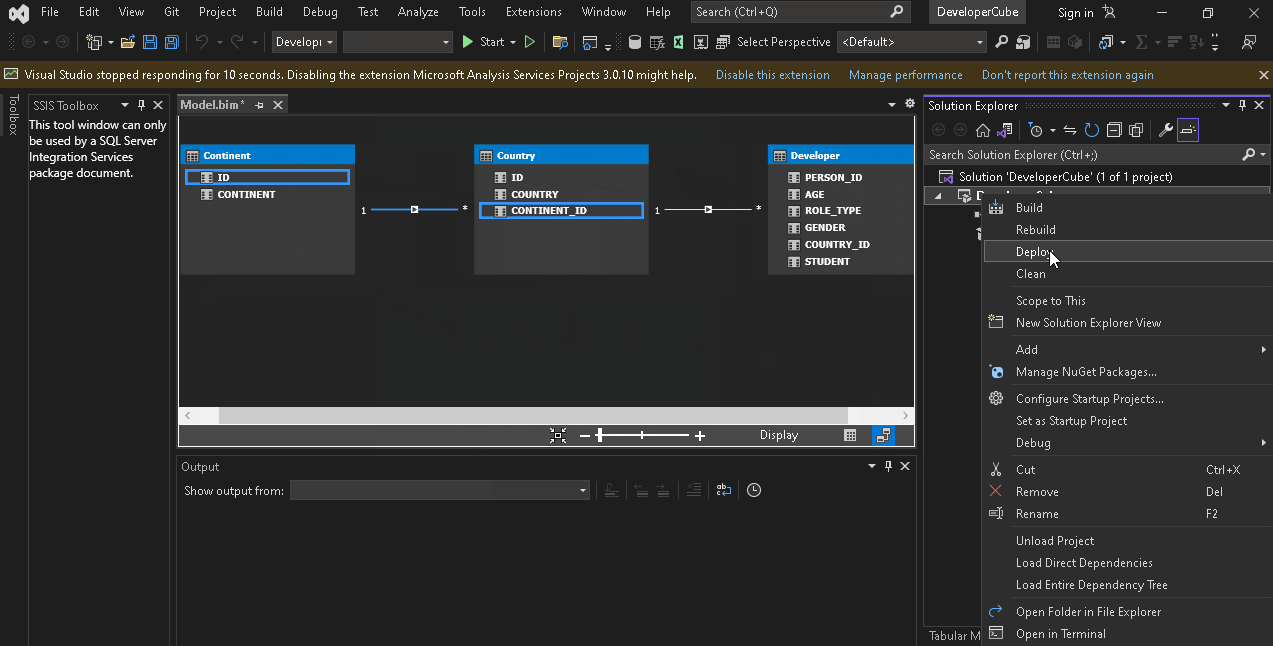 File Edit View Git Project Build Debug Test Analyze Tools Extensions Window Help Search (Ctrl+Q) DeveloperCube Sign in
Developı Start Select Perspective <Default>
Visual Studio stopped responding for 10 seconds. Disabling the extension Microsoft Analysis Services Projects 3.0.10 might help. Disable this extension Manage performance Don't report this extension again
Toolbox
SSIS Toolbox
This tool window can only
be used by a SQL Server
Integration Services
package document.
Model.bim*
Continent
ID
CONTINENT
1 *
Country
ID
COUNTRY
CONTINENT_ID
1 *
Developer
PERSON_ID
AGE
ROLE_TYPE
GENDER
COUNTRY_ID
STUDENT
Display
Output
Show output from:
Solution Explorer
Search Solution Explorer (Ctrl+;)
Solution 'DeveloperCube' (1 of 1 project)
Build
Rebuild
Deploy
Clean
Scope to This
New Solution Explorer View
Add
Manage NuGet Packages...
Configure Startup Projects...
Set as Startup Project
Debug
Cut Ctrl+X
Remove Del
Rename F2
Unload Project
Load Direct Dependencies
Load Entire Dependency Tree
Open Folder in File Explorer
Open in Terminal
Tabular M